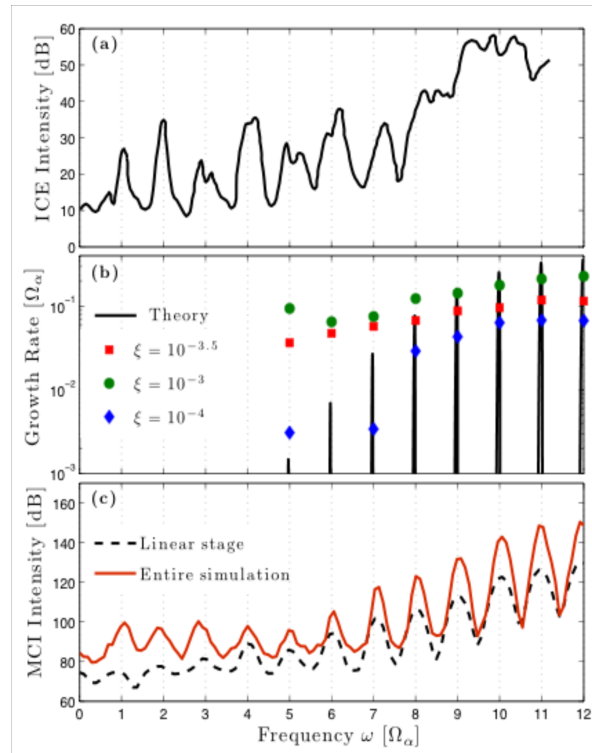 (a)
ICE Intensity [dB]
60
50
40
30
20
10
0
(b)
Growth Rate [Ω_α]
10⁻¹
10⁻²
10⁻³
Theory
ξ = 10⁻³·⁵
ξ = 10⁻³
ξ = 10⁻⁴
(c)
MCI Intensity [dB]
160
140
120
100
80
60
Linear stage
Entire simulation
0 1 2 3 4 5 6 7 8 9 10 11 12
Frequency ω [Ω_α]